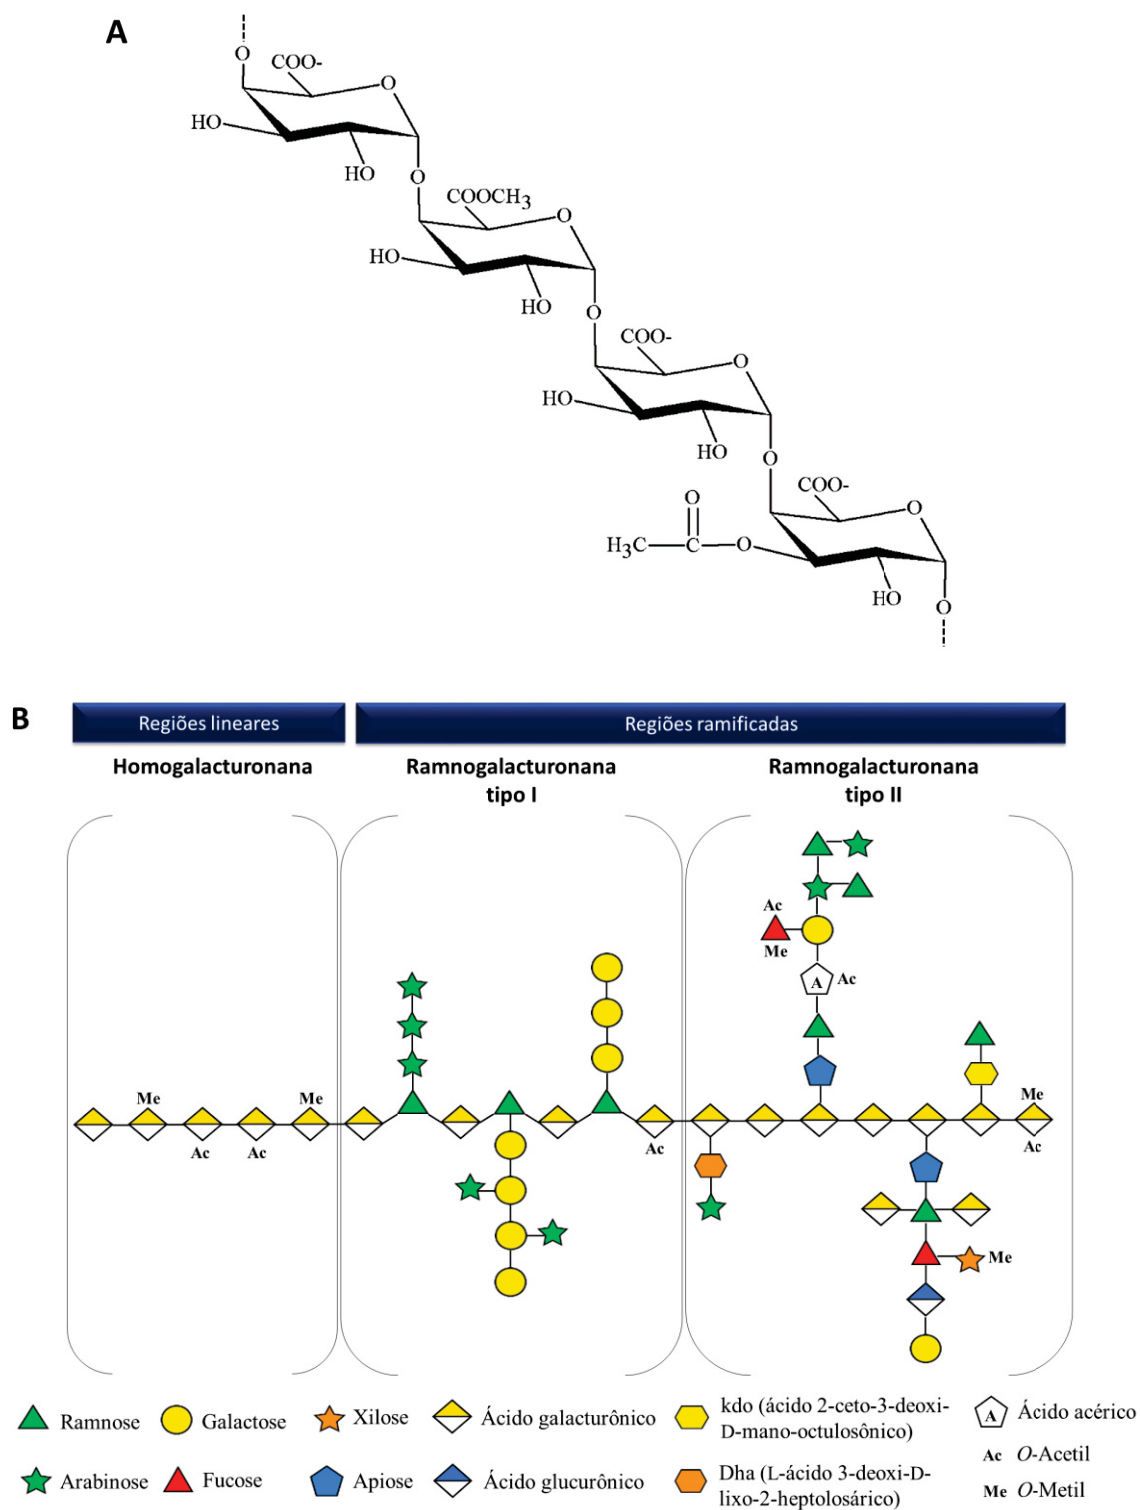 A
O
COO-
O
HO
HO
O
COOCH3
O
HO
HO
O
COO-
O
HO
HO
O
COO-
O
O
H3C
C
O
HO
O
B
Regiões lineares
Regiões ramificadas
Homogalacturonana
Ramnogalacturonana
tipo I
Ramnogalacturonana
tipo II
Ac
Me
A
Ac
Me
Me
Me
Ac
Ac
Ac
Ac
Me
Ramnose
Galactose
Xilose
Ácido galacturônico
kdo (ácido 2-ceto-3-deoxi-
D-mano-octulosônico)
A
Ácido acérico
Ac
O-Acetil
Arabinose
Fucose
Apiose
Ácido glucurônico
Dha (L-ácido 3-deoxi-D-
lixo-2-heptolosárico)
Me
O-Metil